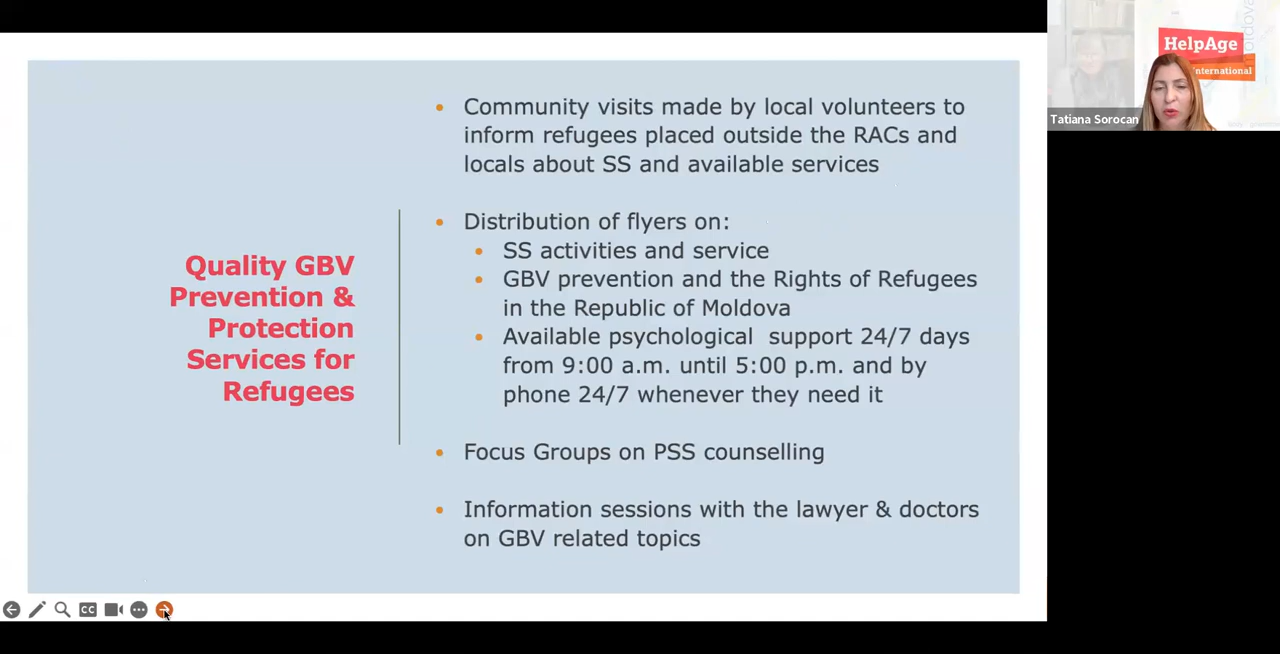 Quality GBV
Prevention &
Protection
Services for
Refugees
• Community visits made by local volunteers to
inform refugees placed outside the RACs and
locals about SS and available services
• Distribution of flyers on:
• SS activities and service
• GBV prevention and the Rights of Refugees
in the Republic of Moldova
• Available psychological support 24/7 days
from 9:00 a.m. until 5:00 p.m. and by
phone 24/7 whenever they need it
• Focus Groups on PSS counselling
• Information sessions with the lawyer & doctors
on GBV related topics
CC
HelpAge
International
Tatiana Sorocan